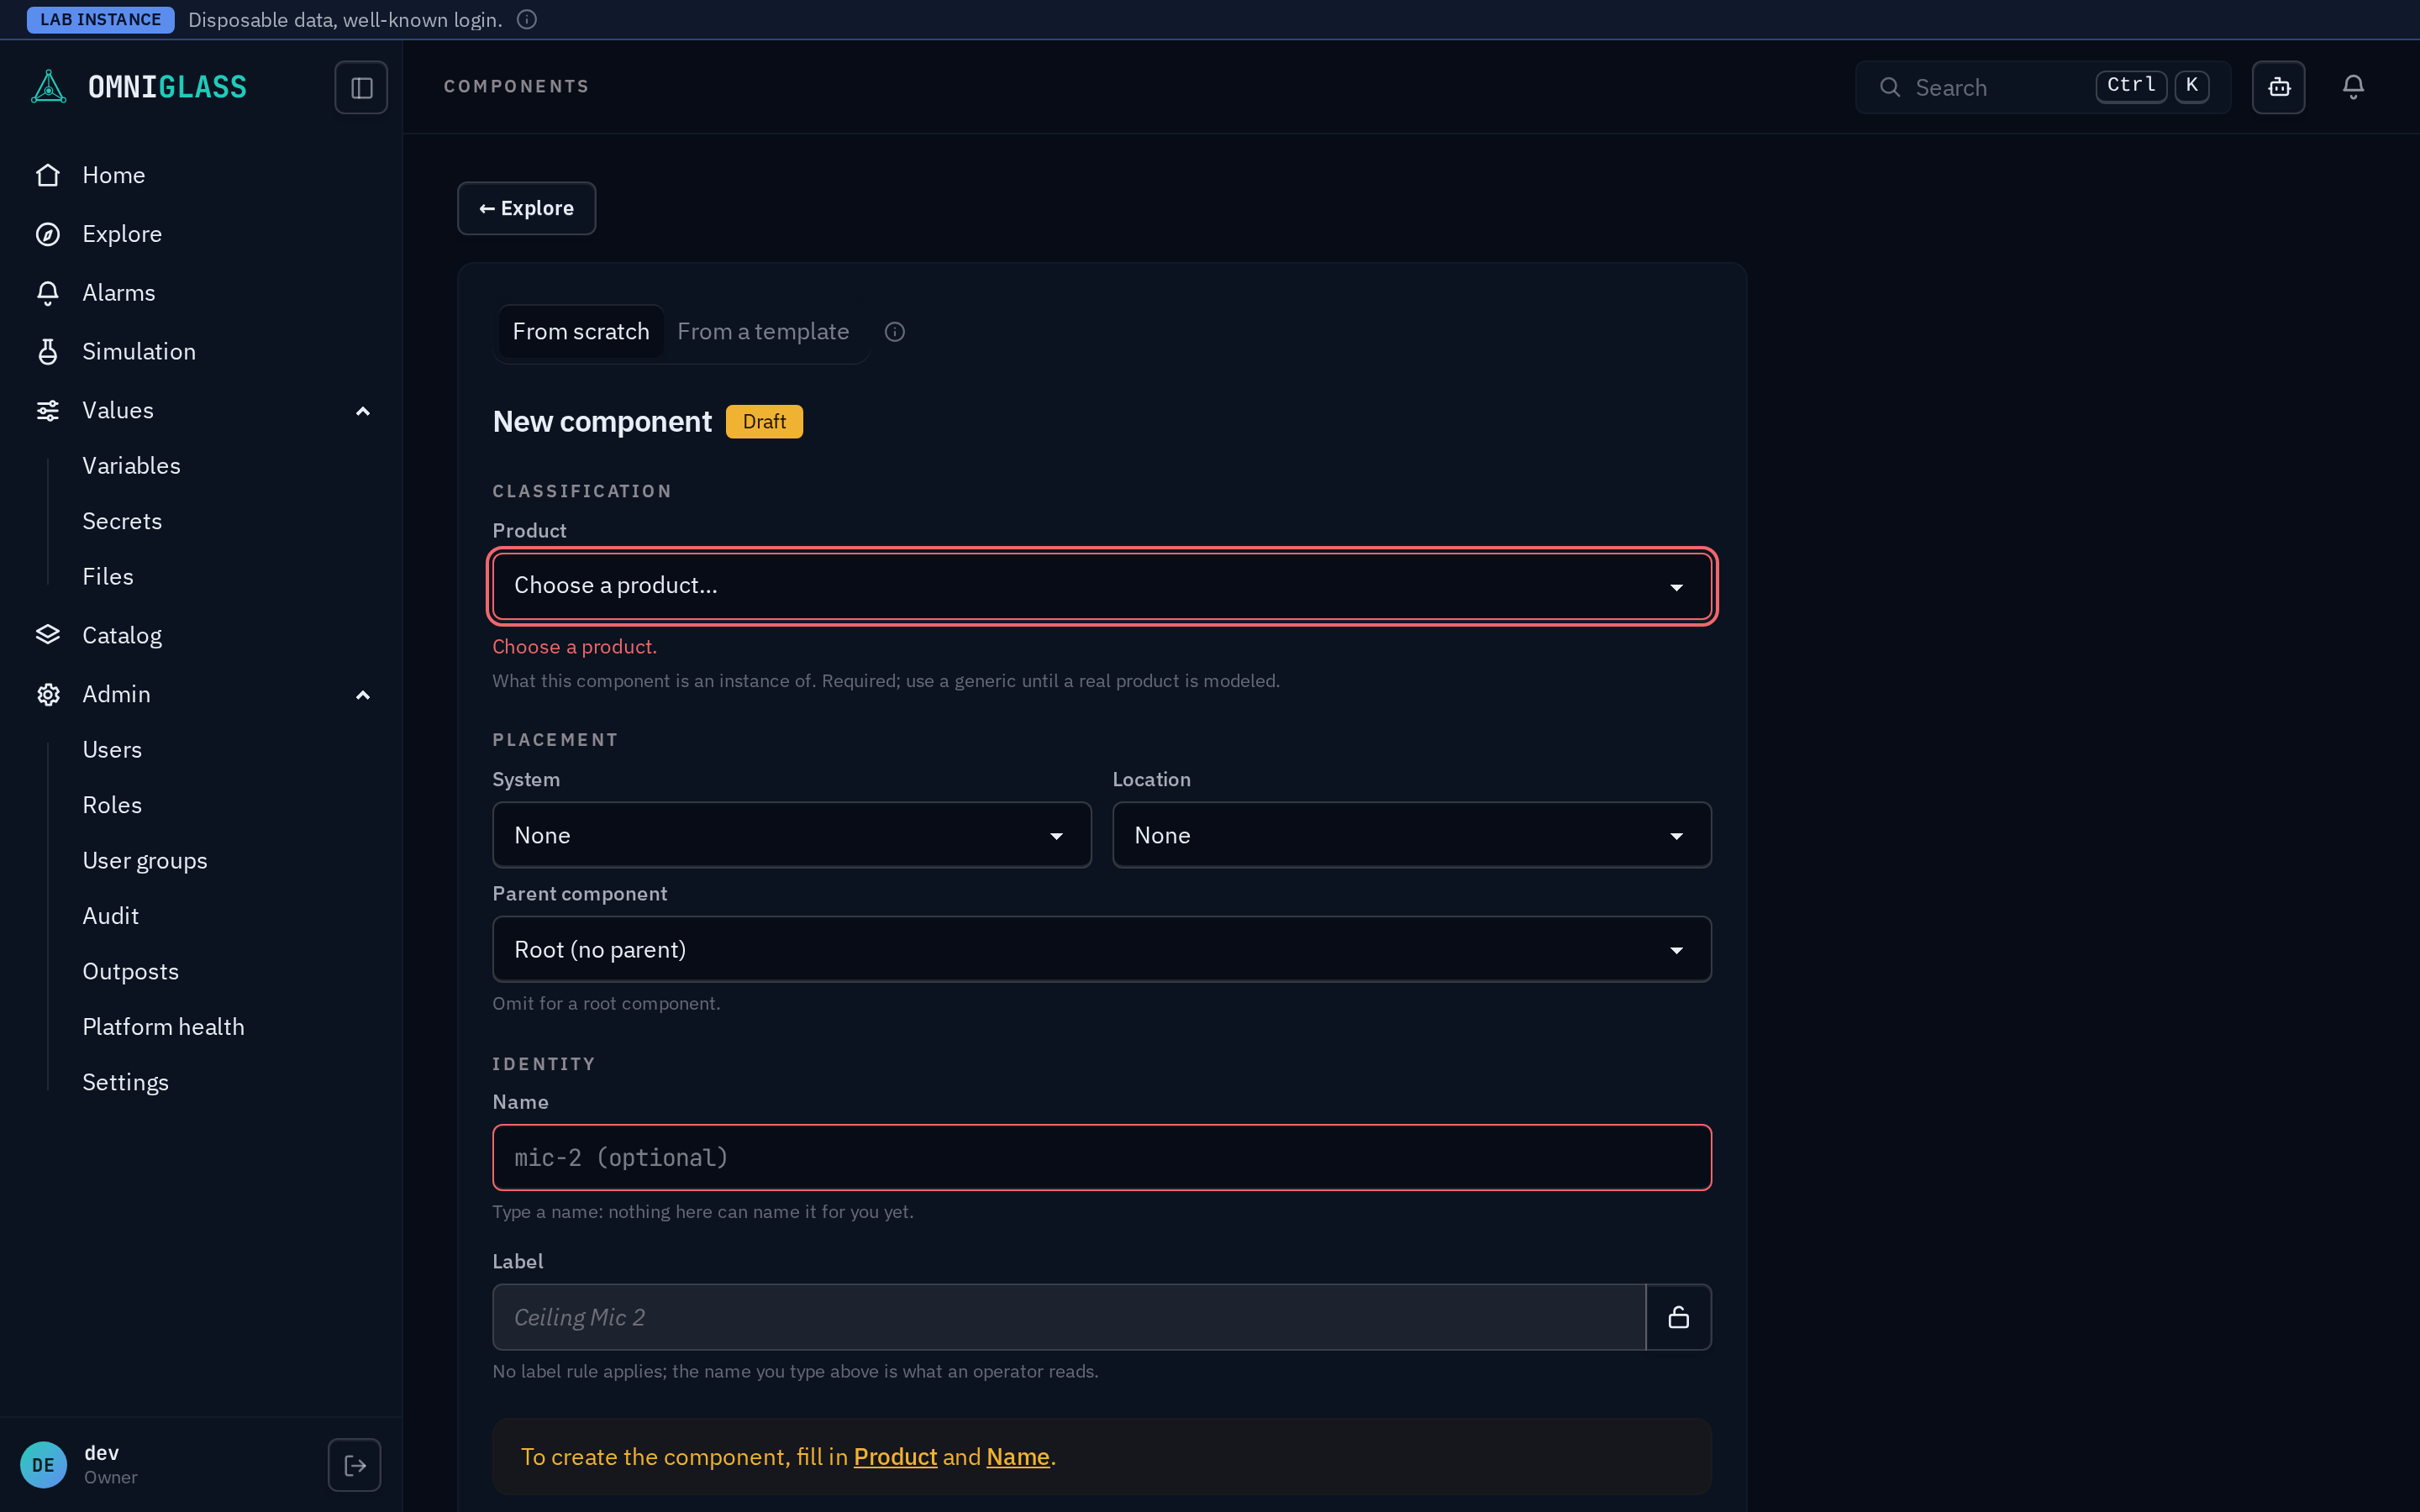 LAB INSTANCE Disposable data, well-known login.
OMNIGLASS
COMPONENTS
Search Ctrl K
Home
Explore
Alarms
Simulation
Values
Variables
Secrets
Files
Catalog
Admin
Users
Roles
User groups
Audit
Outposts
Platform health
Settings
DE dev
Owner
← Explore
From scratch From a template
New component Draft
CLASSIFICATION
Product
Choose a product...
Choose a product.
What this component is an instance of. Required; use a generic until a real product is modeled.
PLACEMENT
System Location
None None
Parent component
Root (no parent)
Omit for a root component.
IDENTITY
Name
mic-2 (optional)
Type a name: nothing here can name it for you yet.
Label
Ceiling Mic 2
No label rule applies; the name you type above is what an operator reads.
To create the component, fill in Product and Name.